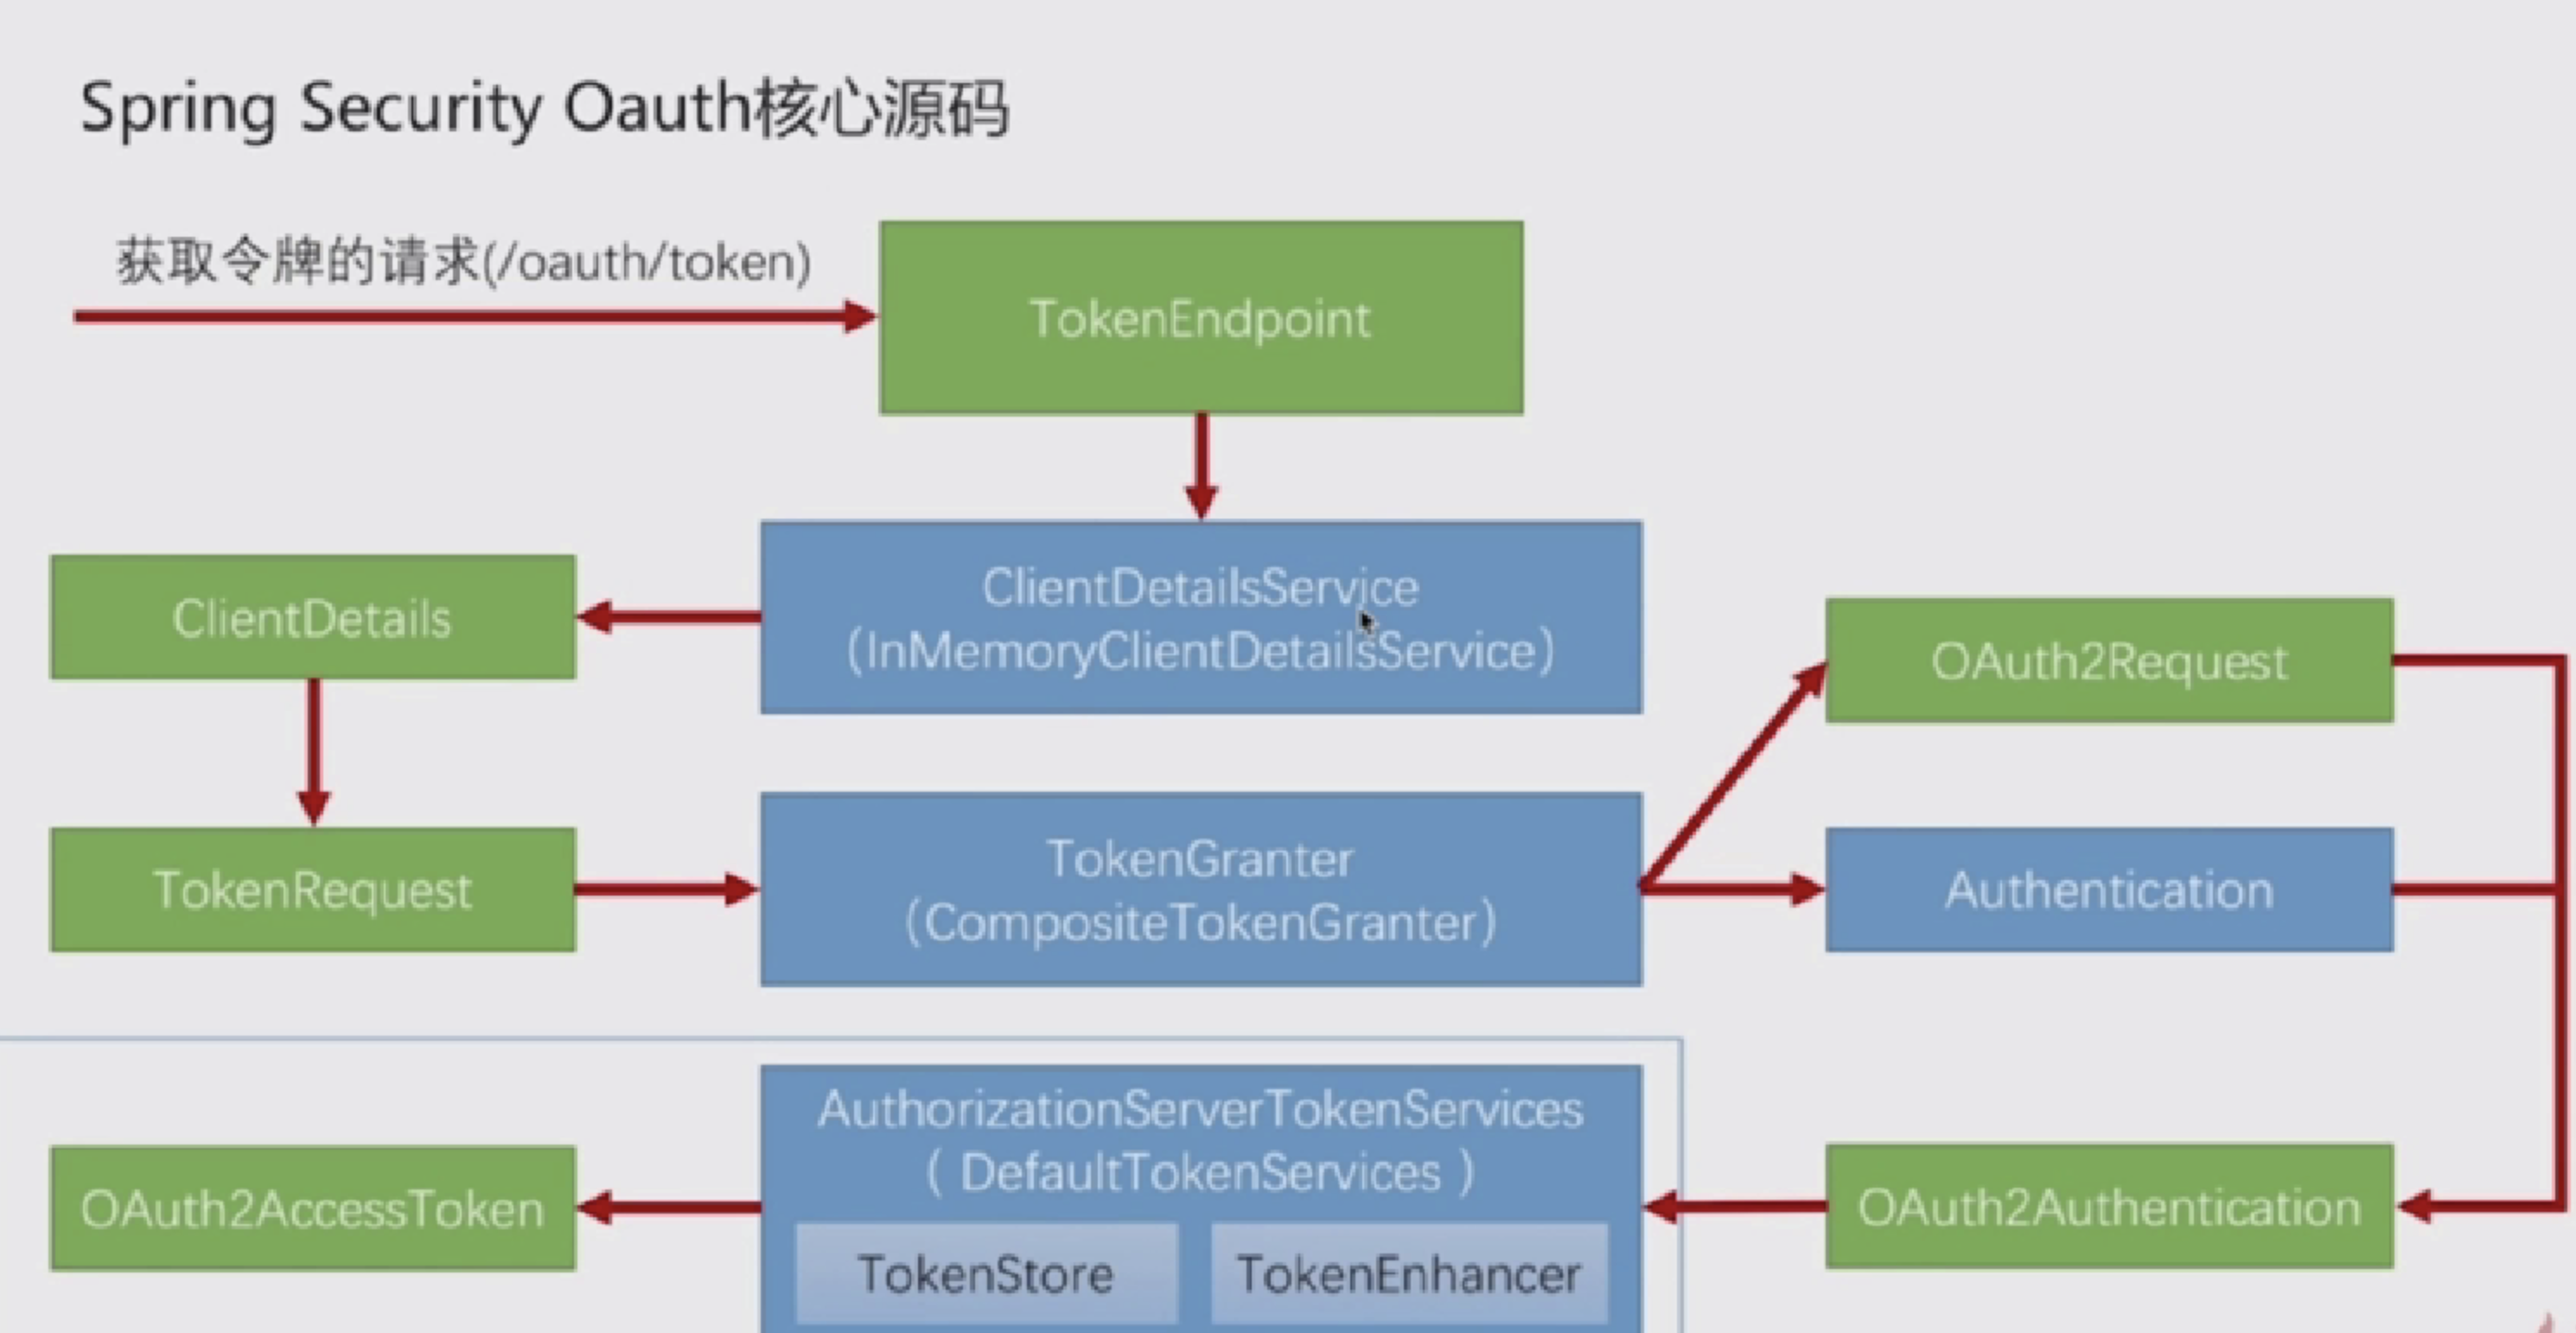 Spring Security Oauth核心源码
获取令牌的请求(/oauth/token)
TokenEndpoint
ClientDetailsService
（InMemoryClientDetailsService）
ClientDetails
OAuth2Request
TokenRequest
TokenGranter
（CompositeTokenGranter）
Authentication
AuthorizationServerTokenServices
（ DefaultTokenServices ）
OAuth2AccessToken
OAuth2Authentication
TokenStore
TokenEnhancer